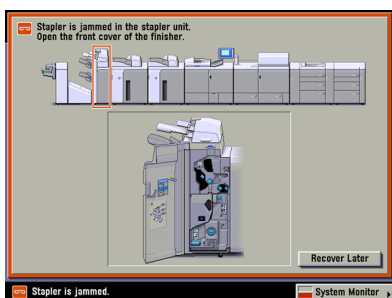 Stapler is jammed in the stapler unit.
Open the front cover of the finisher.
Recover Later
Stapler is jammed.
System Monitor